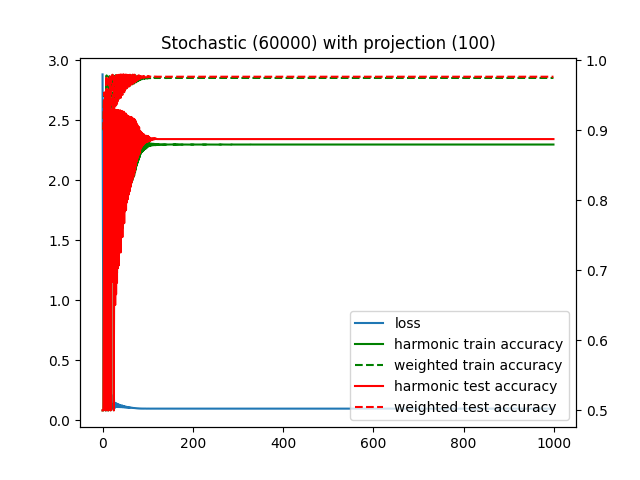 Stochastic (60000) with projection (100)
3.0
2.5
2.0
1.5
1.0
0.5
0.0
1.0
0.9
0.8
0.7
0.6
0.5
0 200 400 600 800 1000
loss
harmonic train accuracy
weighted train accuracy
harmonic test accuracy
weighted test accuracy